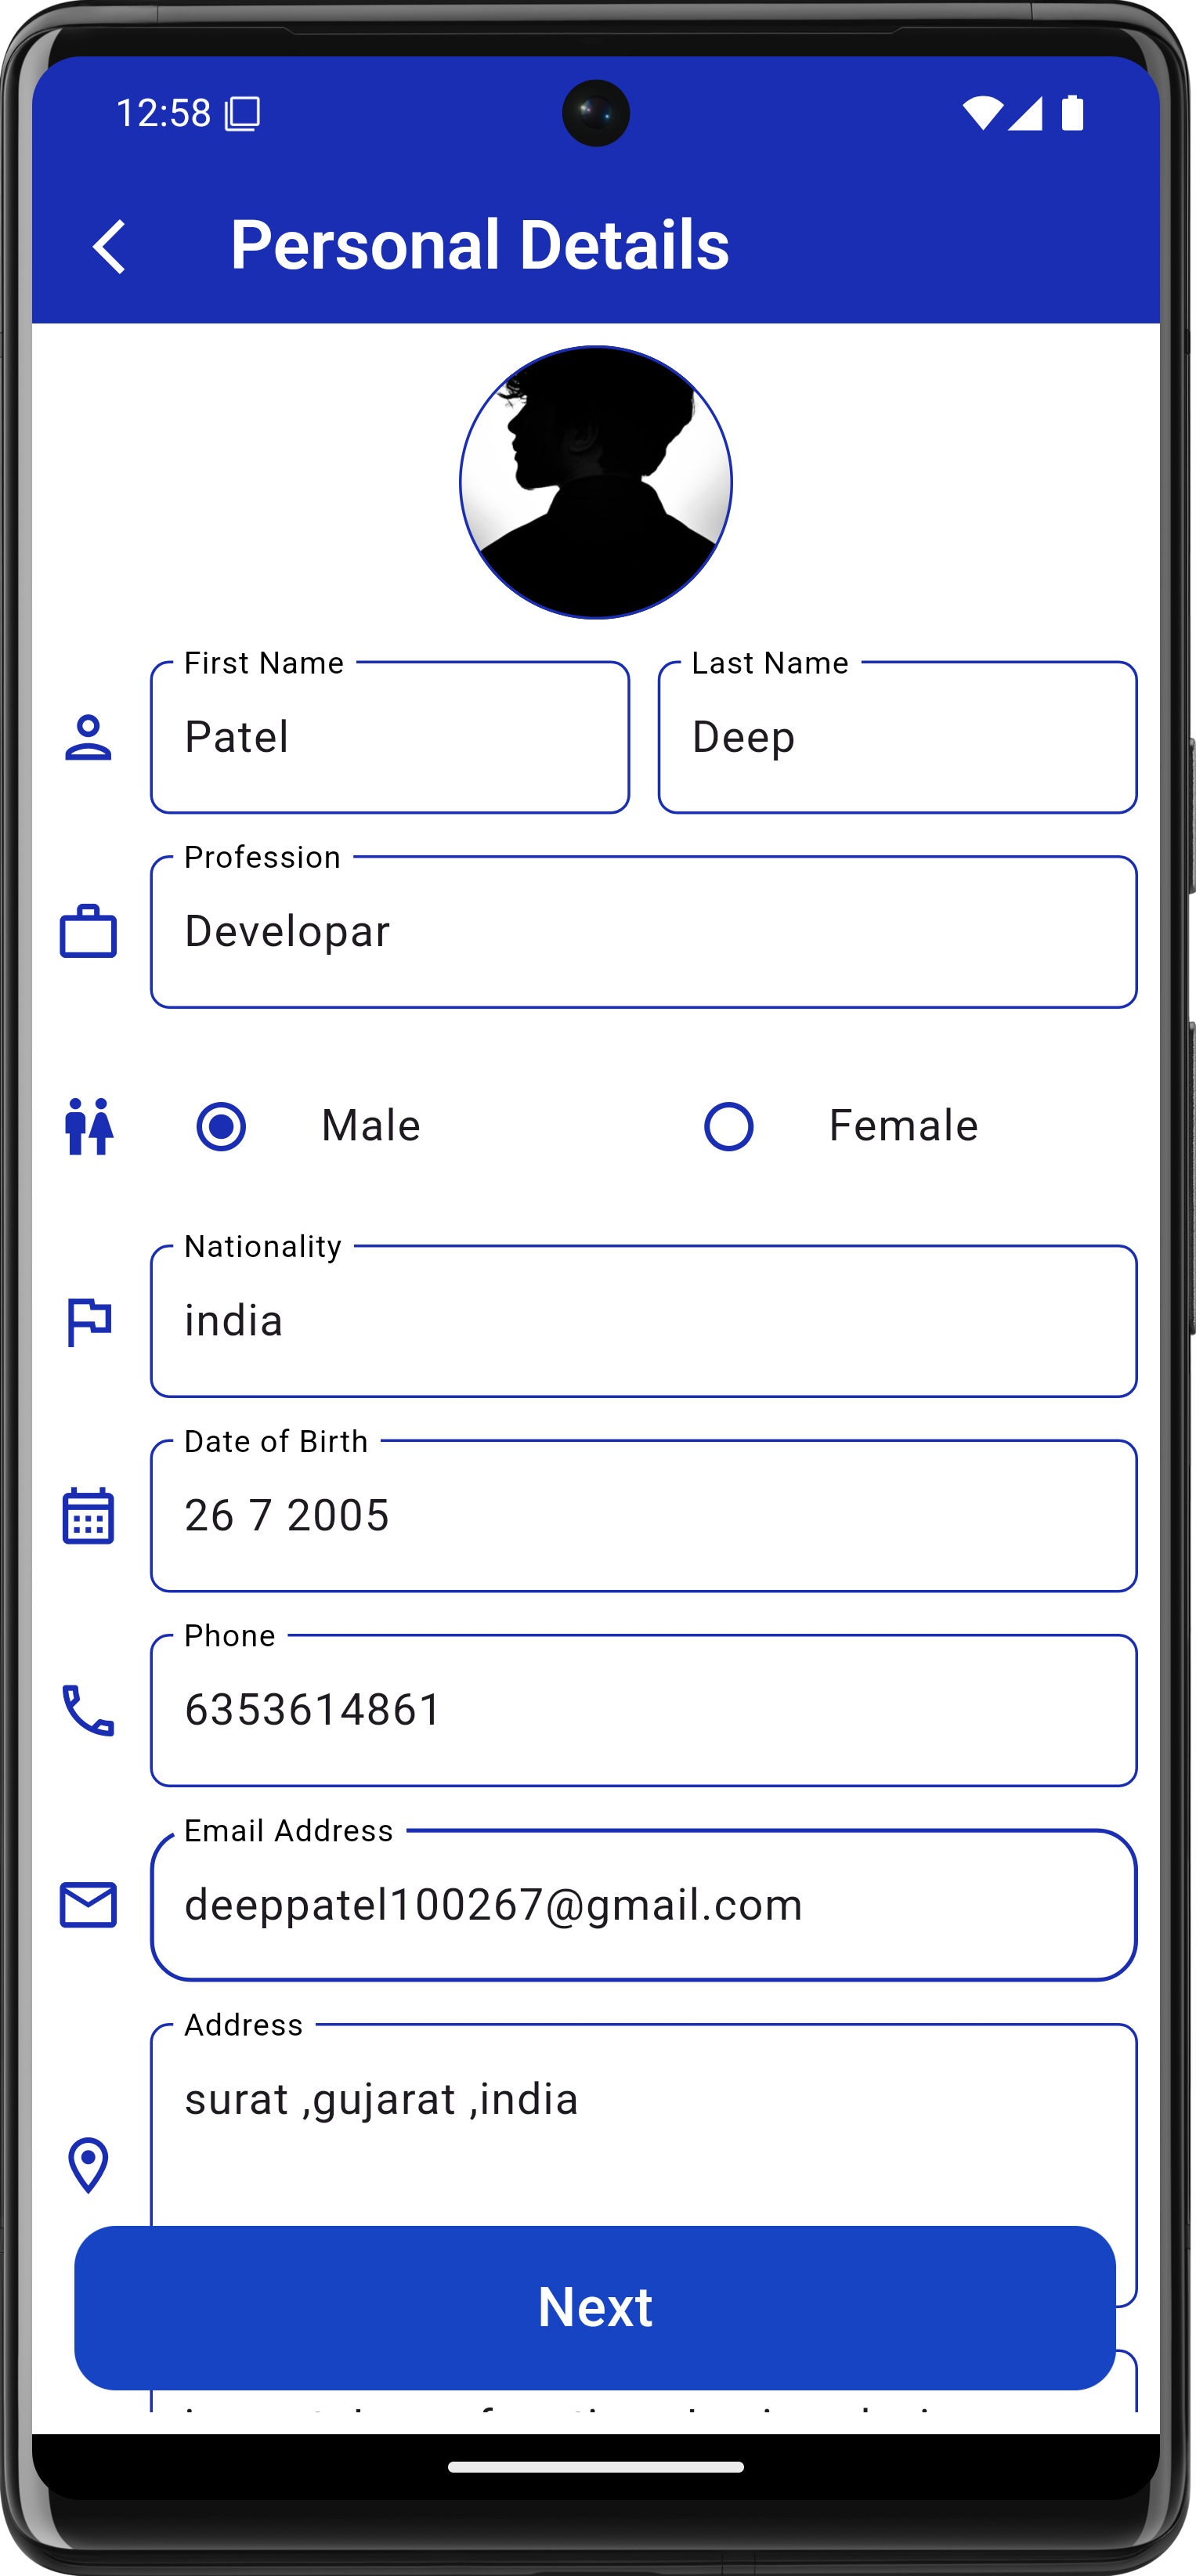 12:58
Personal Details
First Name
Last Name
Patel
Deep
Profession
Developar
Male
Female
Nationality
india
Date of Birth
26 7 2005
Phone
6353614861
Email Address
deeppatel100267@gmail.com
Address
surat ,gujarat ,india
Next